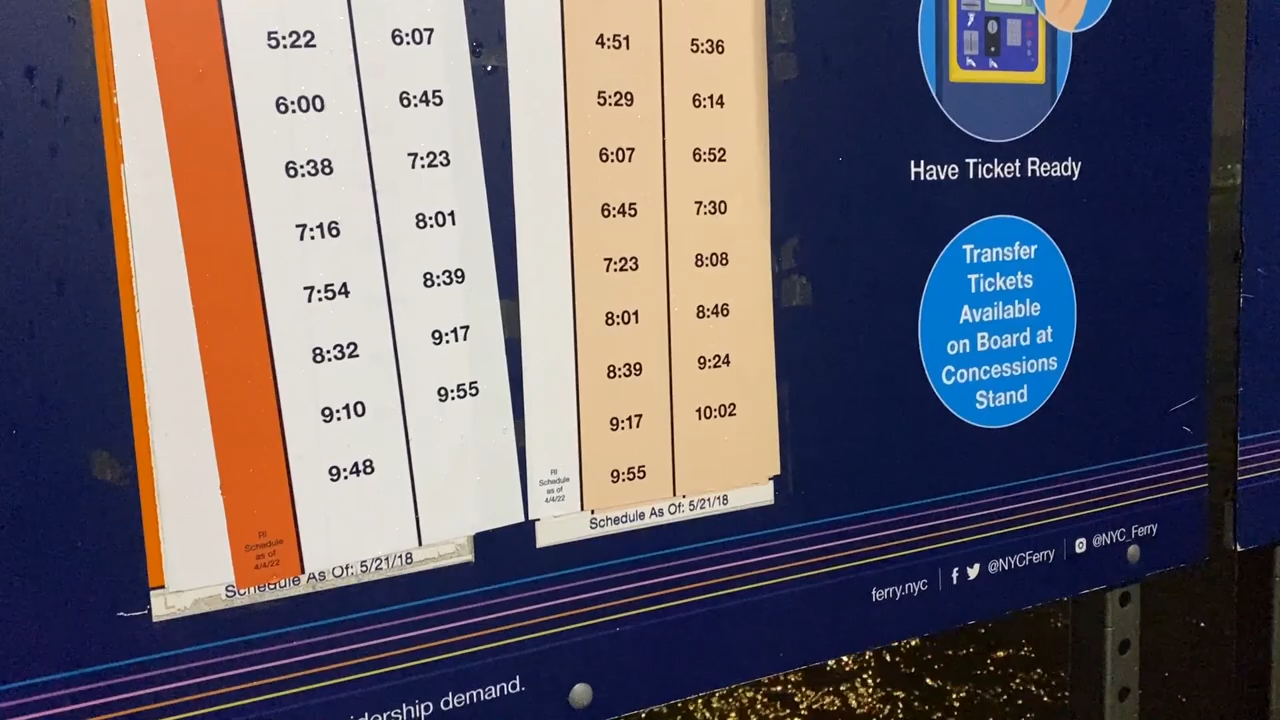 5:22 6:07
6:00 6:45
6:38 7:23
7:16 8:01
7:54 8:39
8:32 9:17
9:10 9:55
9:48
RI
Schedule
as of
4/4/22
Schedule As Of: 5/21/18
4:51 5:36
5:29 6:14
6:07 6:52
6:45 7:30
7:23 8:08
8:01 8:46
8:39 9:24
9:17 10:02
9:55
RI
Schedule
as of
4/4/22
Schedule As Of: 5/21/18
Have Ticket Ready
Transfer
Tickets
Available
on Board at
Concessions
Stand
ferry.nyc | @NYCFerry | @NYC_Ferry
demand.